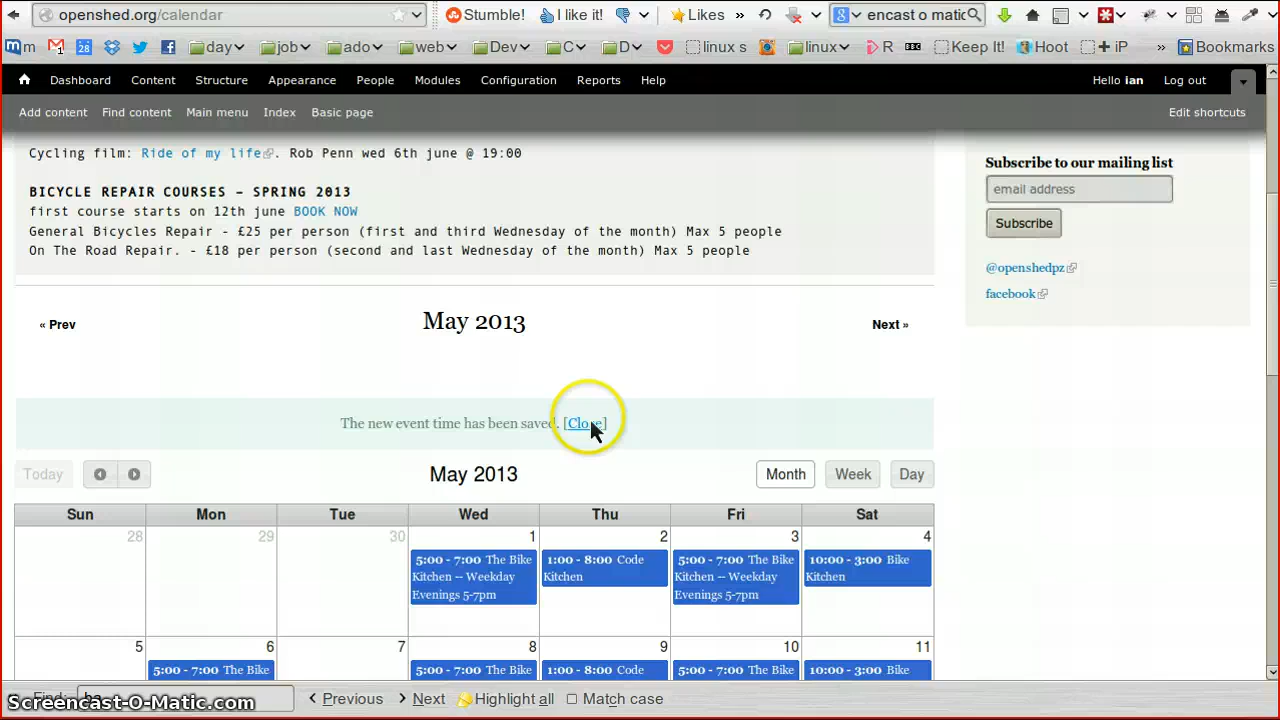 openshed.org/calendar
Stumble! I like it! Likes » encast o matic
m day job ado web Dev C D linux s linux R BBC Keep It! Hoot + iP » Bookmarks
Dashboard Content Structure Appearance People Modules Configuration Reports Help Hello ian Log out
Add content Find content Main menu Index Basic page Edit shortcuts
Cycling film: Ride of my life. Rob Penn wed 6th june @ 19:00
BICYCLE REPAIR COURSES – SPRING 2013
first course starts on 12th june BOOK NOW
General Bicycles Repair - £25 per person (first and third Wednesday of the month) Max 5 people
On The Road Repair. - £18 per person (second and last Wednesday of the month) Max 5 people
Subscribe to our mailing list
email address
Subscribe
@openshedpz
facebook
« Prev May 2013 Next »
The new event time has been saved. [Close]
Today May 2013 Month Week Day
Sun Mon Tue Wed Thu Fri Sat
28 29 30 1 2 3 4
5:00 - 7:00 The Bike Kitchen -- Weekday Evenings 5-7pm
1:00 - 8:00 Code Kitchen
5:00 - 7:00 The Bike Kitchen -- Weekday Evenings 5-7pm
10:00 - 3:00 Bike Kitchen
5 6 7 8 9 10 11
5:00 - 7:00 The Bike
5:00 - 7:00 The Bike
1:00 - 8:00 Code
5:00 - 7:00 The Bike
10:00 - 3:00 Bike
Previous Next Highlight all Match case
Screencast-O-Matic.com